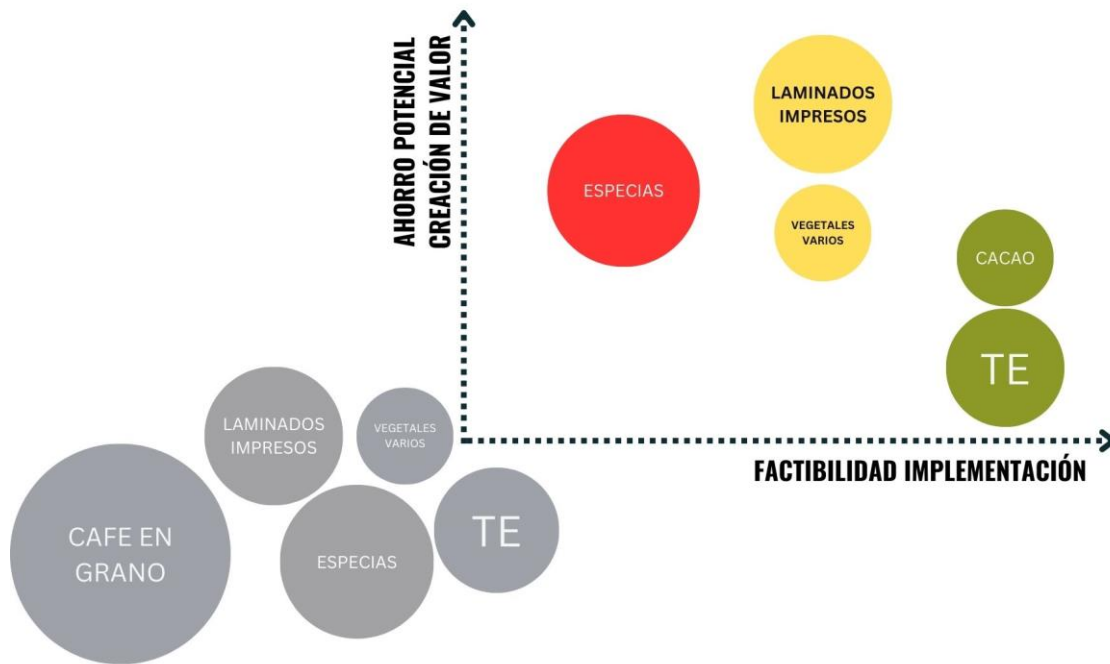 AHORRO POTENCIAL
CREACIÓN DE VALOR
LAMINADOS
IMPRESOS
ESPECIAS
VEGETALES
VARIOS
CACAO
TE
FACTIBILIDAD IMPLEMENTACIÓN
LAMINADOS
IMPRESOS
VEGETALES
VARIOS
CAFE EN
GRANO
ESPECIAS
TE